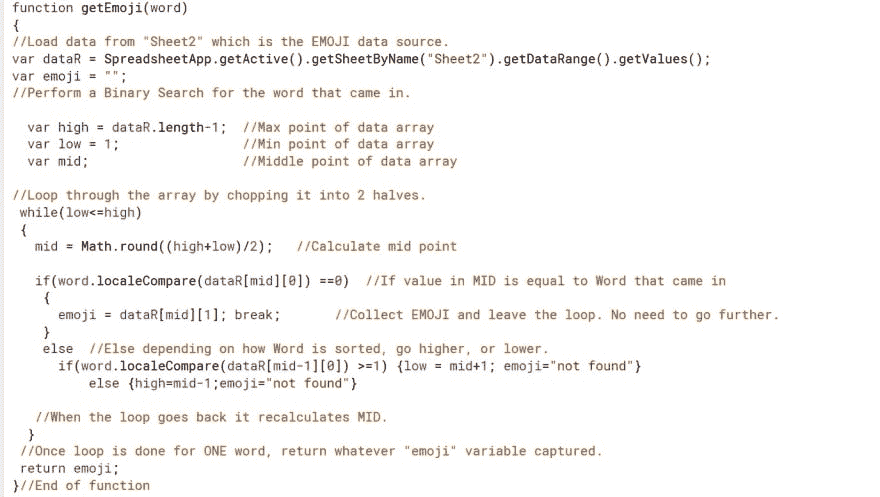 function getEmoji(word)
{
//Load data from "Sheet2" which is the EMOJI data source.
var dataR = SpreadsheetApp.getActive().getSheetByName("Sheet2").getDataRange().getValues();
var emoji = "";
//Perform a Binary Search for the word that came in.
var high = dataR.length-1;  //Max point of data array
var low = 1;                //Min point of data array
var mid;                    //Middle point of data array
//Loop through the array by chopping it into 2 halves.
while(low<=high)
{
mid = Math.round((high+low)/2);   //Calculate mid point
if(word.localeCompare(dataR[mid][0]) ==0)  //If value in MID is equal to Word that came in
{
emoji = dataR[mid][1]; break;       //Collect EMOJI and leave the loop. No need to go further.
}
else  //Else depending on how Word is sorted, go higher, or lower.
if(word.localeCompare(dataR[mid-1][0]) >=1) {low = mid+1; emoji="not found"}
else {high=mid-1;emoji="not found"}
//When the loop goes back it recalculates MID.
}
//Once loop is done for ONE word, return whatever "emoji" variable captured.
return emoji;
}//End of function